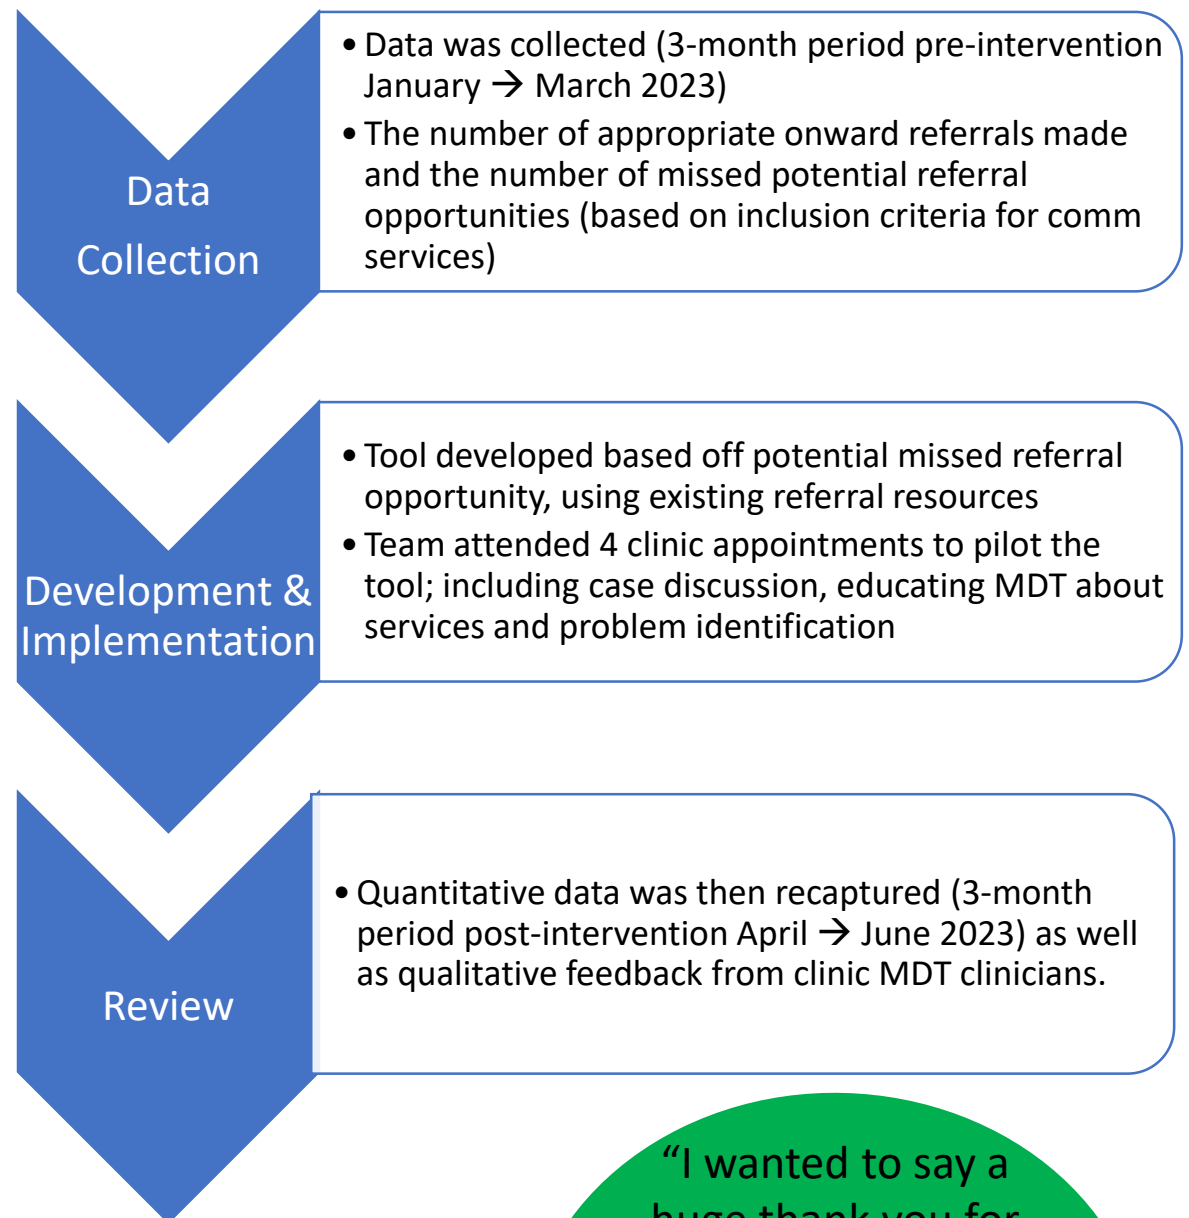 Data
Collection
• Data was collected (3-month period pre-intervention
January → March 2023)
• The number of appropriate onward referrals made
and the number of missed potential referral
opportunities (based on inclusion criteria for comm
services)
Development &
Implementation
• Tool developed based off potential missed referral
opportunity, using existing referral resources
• Team attended 4 clinic appointments to pilot the
tool; including case discussion, educating MDT about
services and problem identification
Review
• Quantitative data was then recaptured (3-month
period post-intervention April → June 2023) as well
as qualitative feedback from clinic MDT clinicians.
“I wanted to say a
huge thank you for